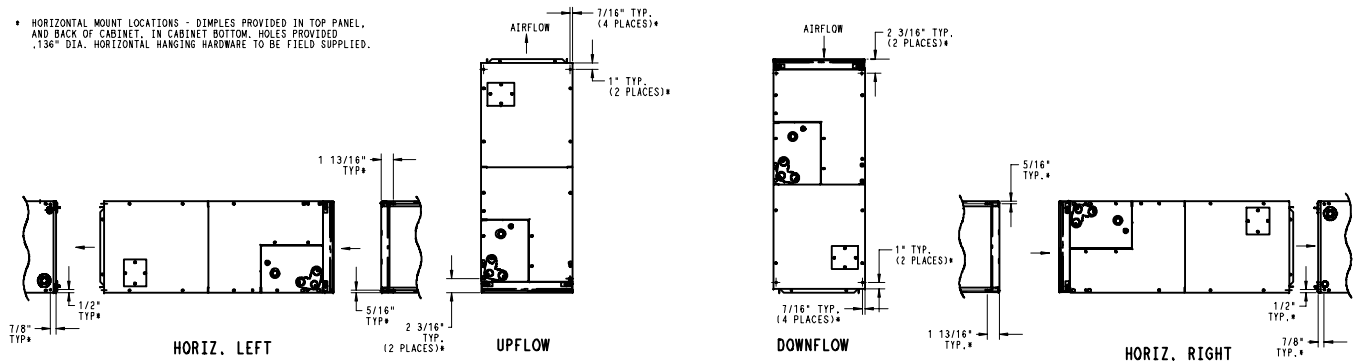 * HORIZONTAL MOUNT LOCATIONS - DIMPLES PROVIDED IN TOP PANEL,
AND BACK OF CABINET. IN CABINET BOTTOM. HOLES PROVIDED
.136" DIA. HORIZONTAL HANGING HARDWARE TO BE FIELD SUPPLIED.
7/16" TYP.
(4 PLACES)*
AIRFLOW
1" TYP.
(2 PLACES)*
AIRFLOW
2 3/16" TYP.
(2 PLACES)*
1 13/16"
TYP*
5/16"
TYP.*
1/2"
TYP*
7/8"
TYP*
HORIZ. LEFT
5/16"
TYP*
2 3/16"
TYP.
(2 PLACES)*
UPFLOW
1" TYP.
(2 PLACES)*
7/16" TYP.
(4 PLACES)*
DOWNFLOW
1 13/16"
TYP.*
HORIZ. RIGHT
1/2"
TYP.*
7/8"
TYP.*